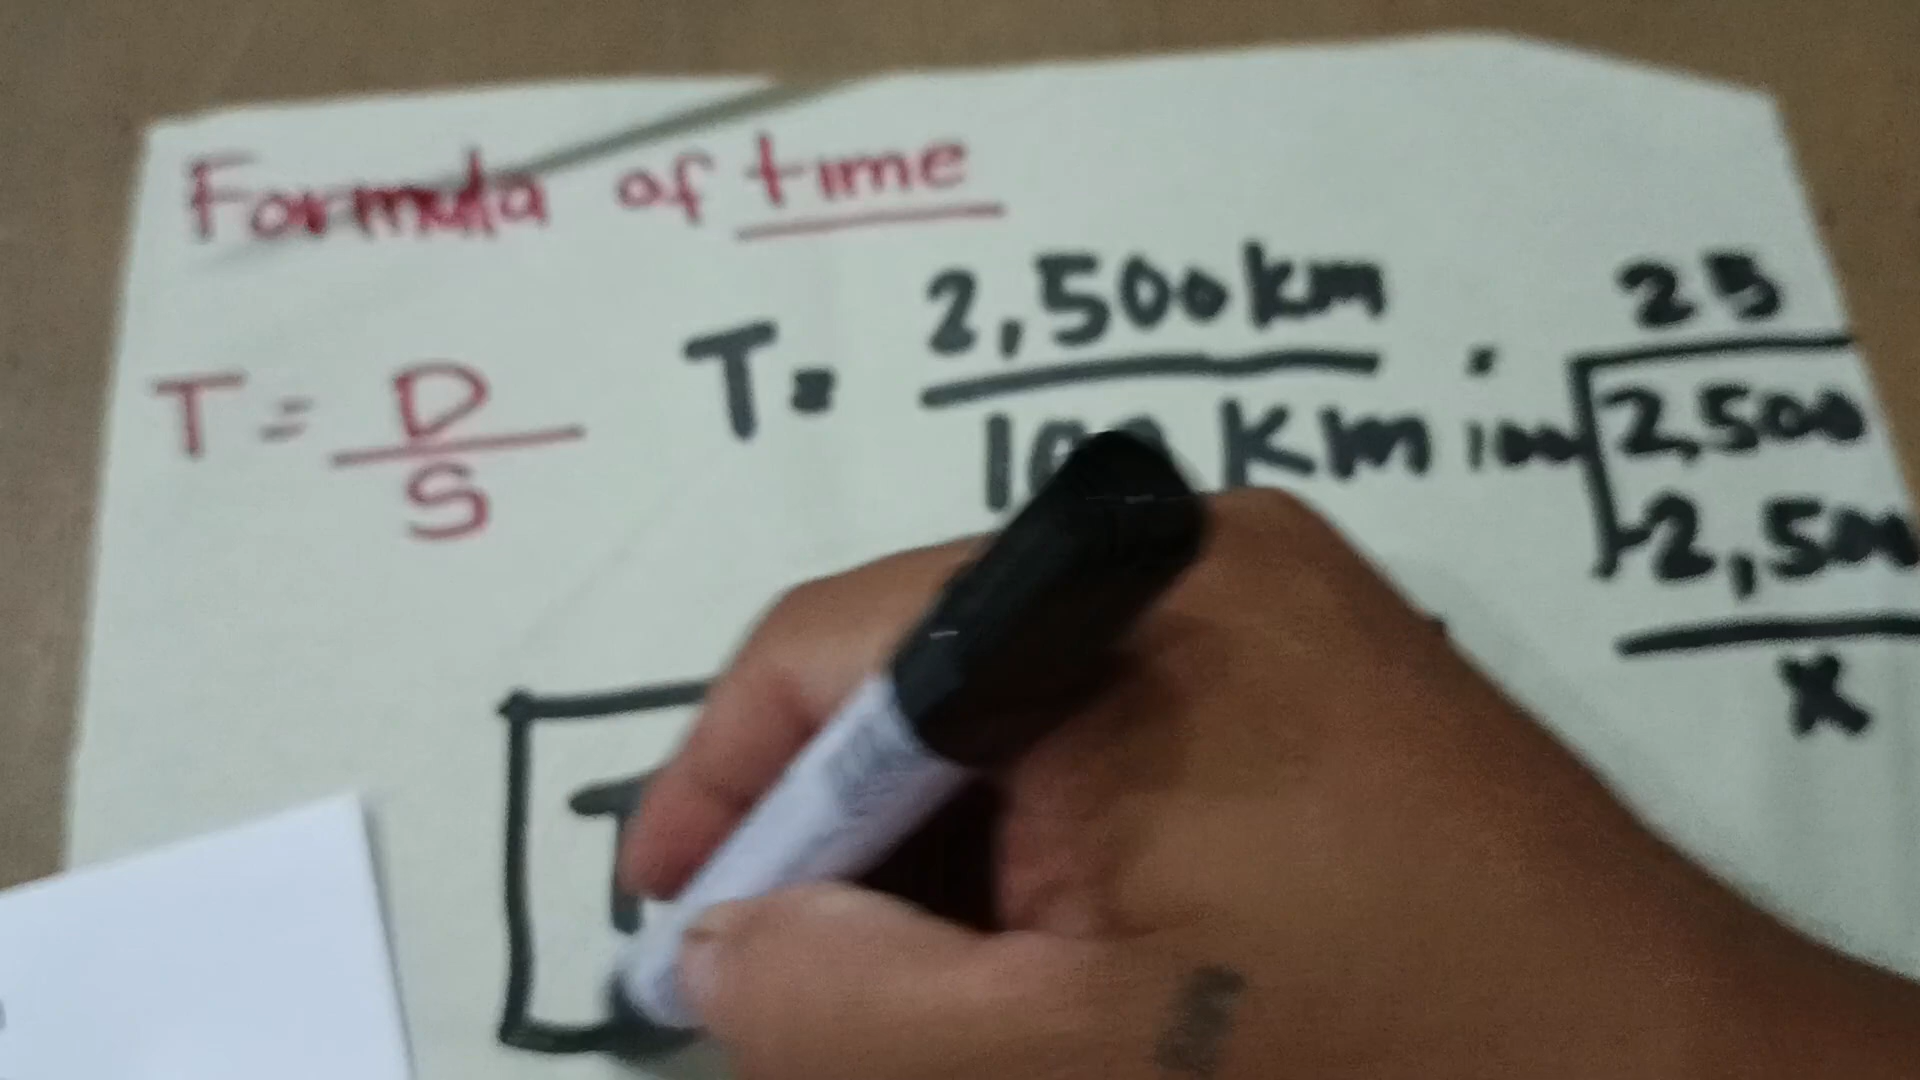 Formula of time
T = D/S
T = 2,500 km / 100 Km
25
100 2,500
- 2,500
x
T